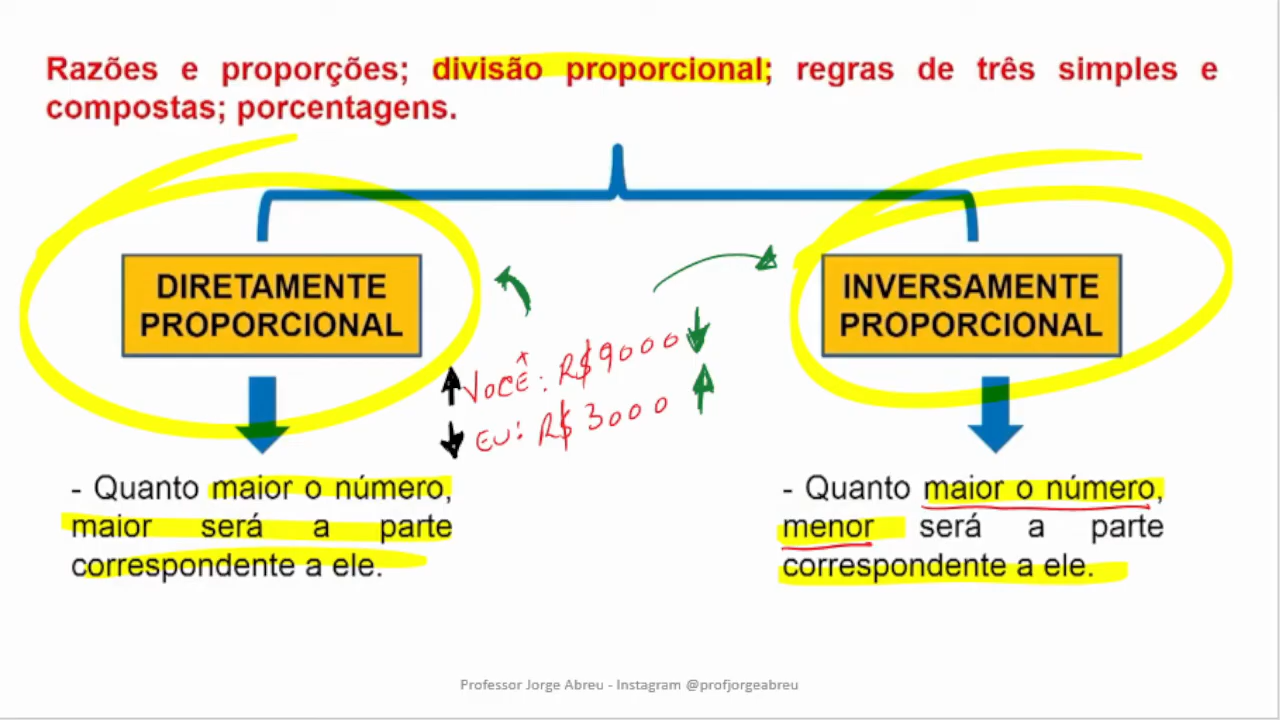 Razões e proporções; divisão proporcional; regras de três simples e
compostas; porcentagens.
DIRETAMENTE
PROPORCIONAL
INVERSAMENTE
PROPORCIONAL
VOCÊ: R$9000
EU: R$3000
- Quanto maior o número,
maior será a parte
correspondente a ele.
- Quanto maior o número,
menor será a parte
correspondente a ele.
Professor Jorge Abreu - Instagram @profjorgeabreu